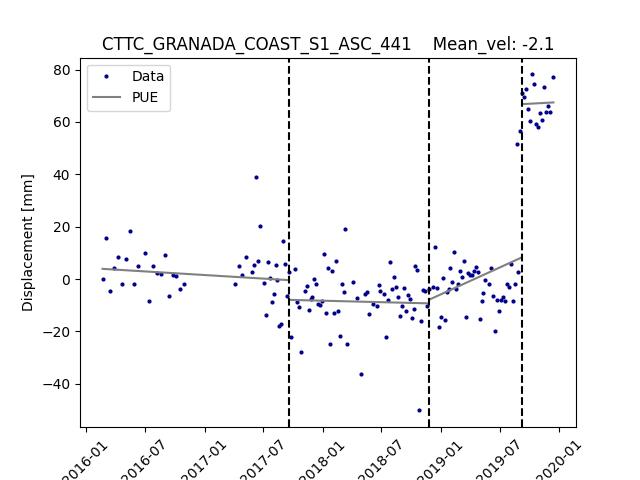 CTTC_GRANADA_COAST_S1_ASC_441 Mean_vel: -2.1
Data
PUE
Displacement [mm]
80
60
40
20
0
−20
−40
2016-01 2016-07 2017-01 2017-07 2018-01 2018-07 2019-01 2019-07 2020-01